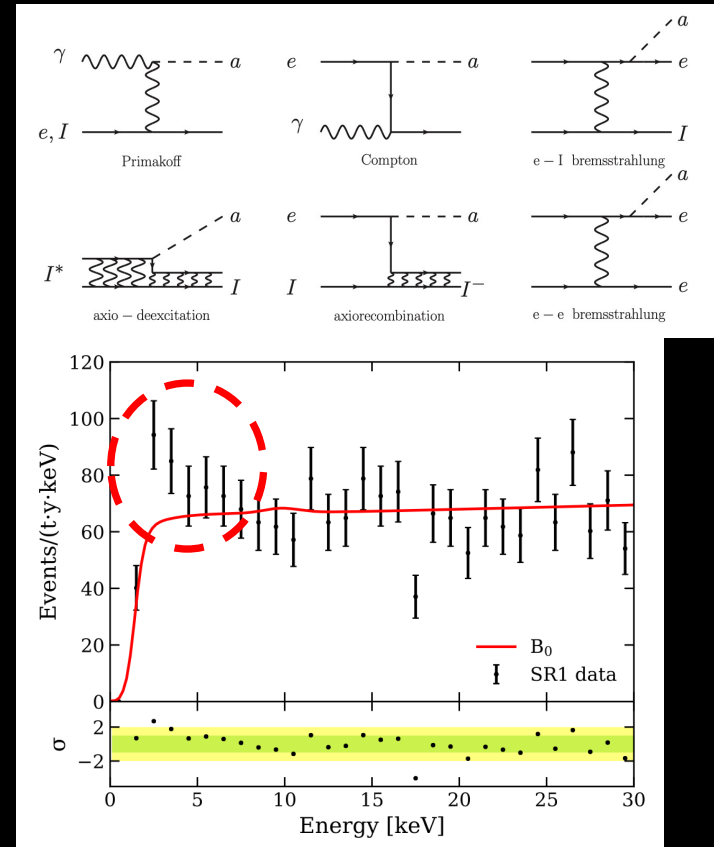 a
γ
a
e
a
e
e, I
γ
I
Primakoff
Compton
e − I bremsstrahlung
a
a
e
a
e
I*
I
I
I−
e
axio − deexcitation
axiorecombination
e − e bremsstrahlung
120
100
80
60
40
20
0
Events/(t·y·keV)
B₀
SR1 data
2
−2
σ
0
5
10
15
20
25
30
Energy [keV]